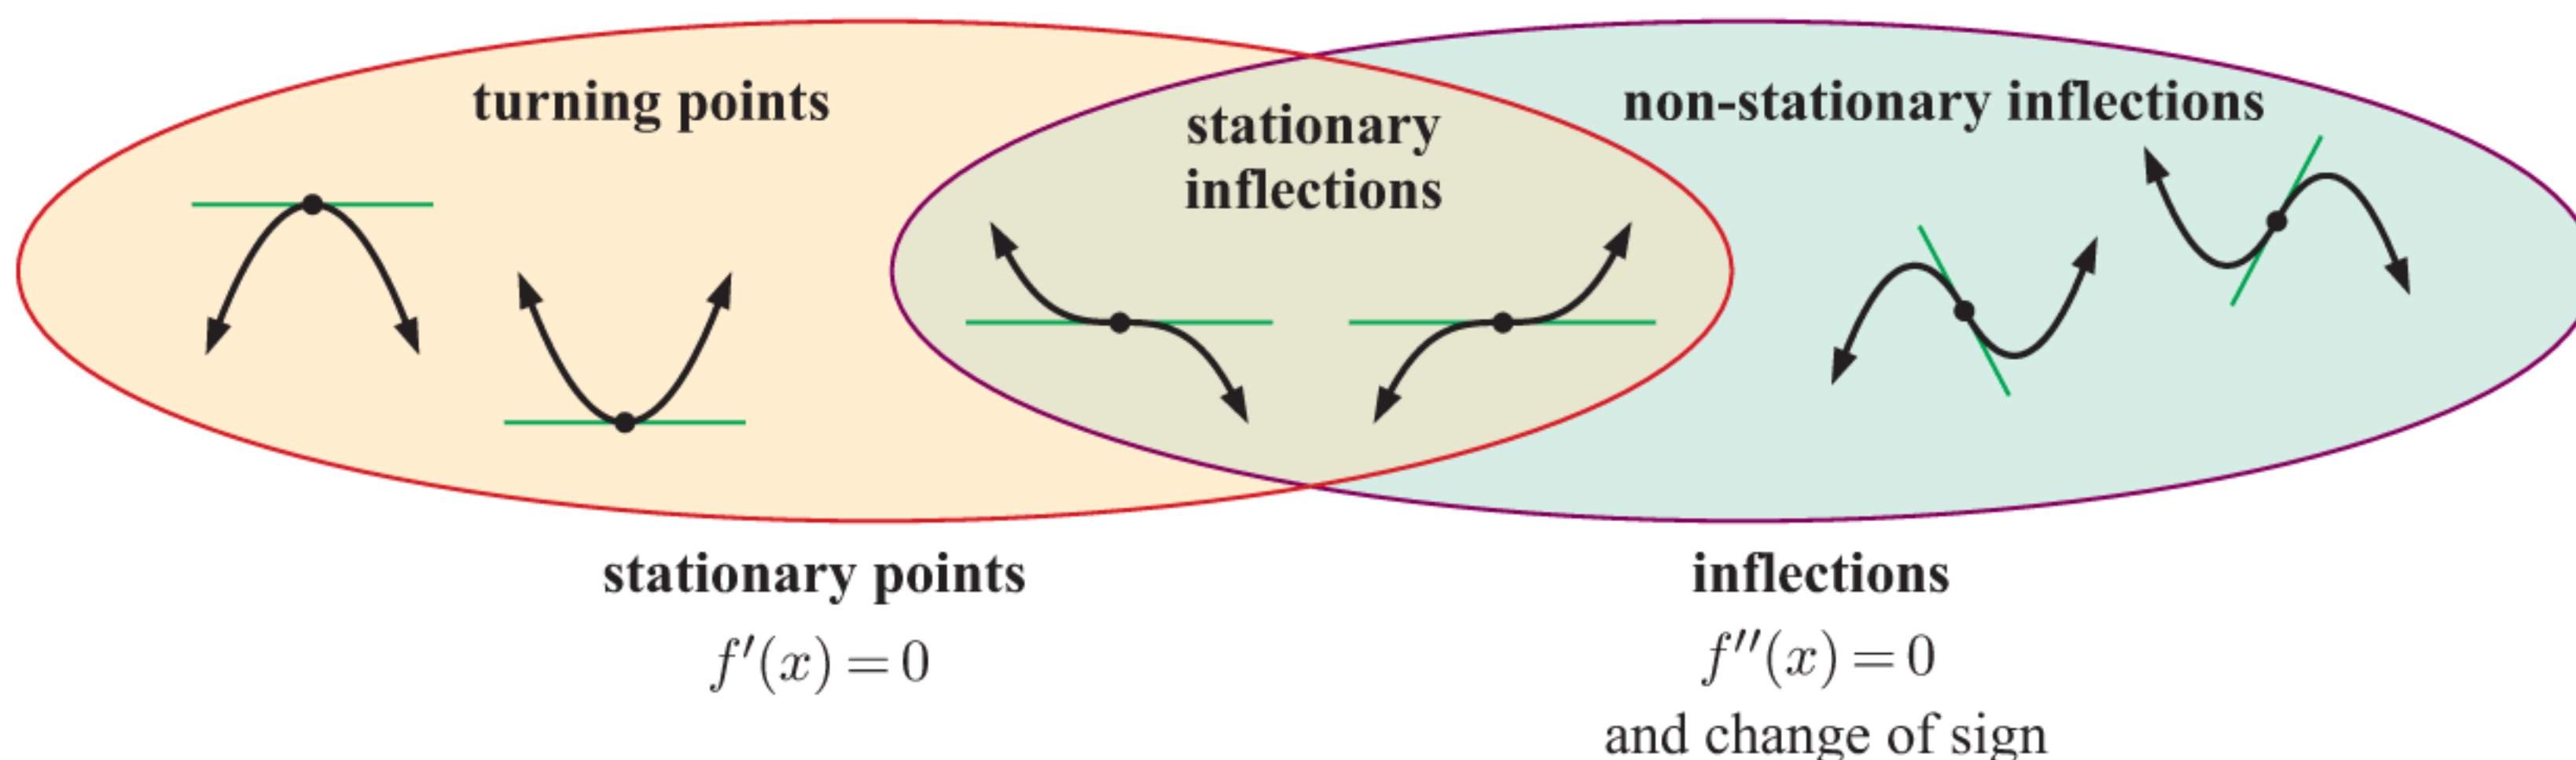 turning points
stationary
inflections
non-stationary inflections
stationary points
f′(x) = 0
inflections
f′′(x) = 0
and change of sign